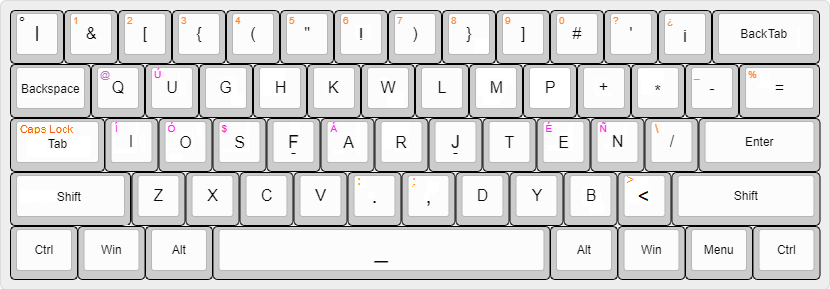 ° | 1 & 2 [ 3 { 4 ( 5 " 6 ! 7 ) 8 } 9 ] 0 # ? ' ¿ ¡ BackTab
Backspace @ Q Ú U G H K W L M P + * _ - % =
Caps Lock Tab Í I Ó O $ S F Á A R J T É E Ñ N \ / Enter
Shift Z X C V : . ; , D Y B > < Shift
Ctrl Win Alt _ Alt Win Menu Ctrl